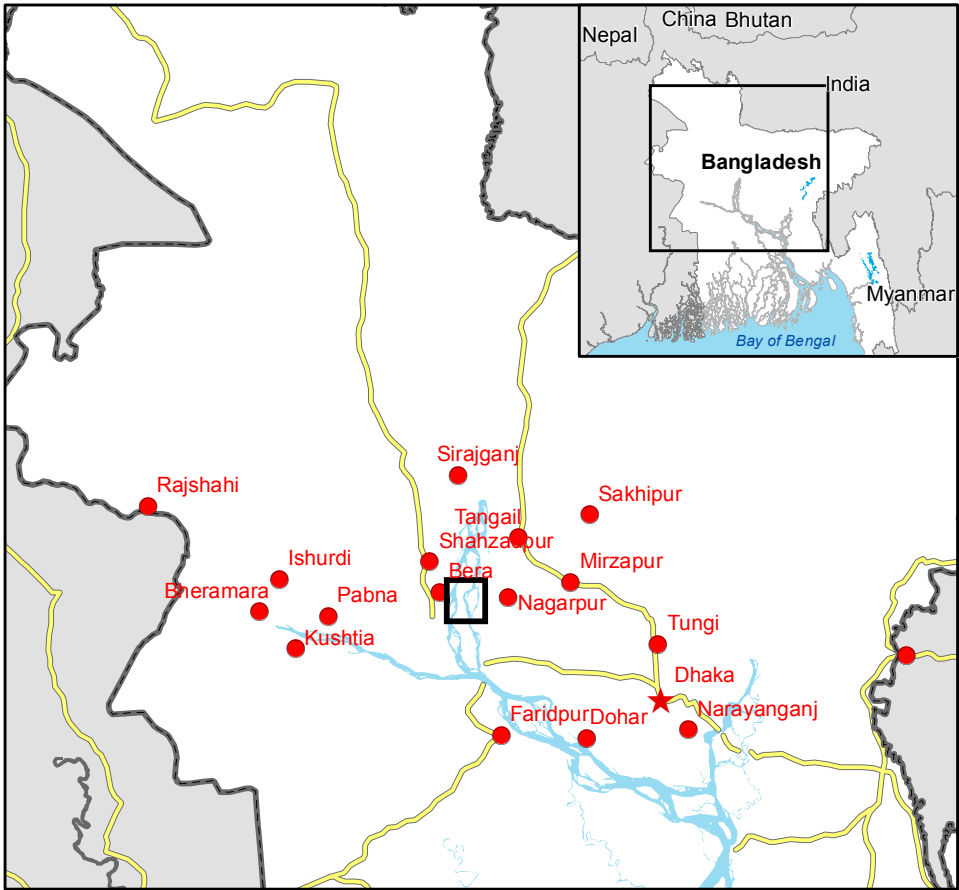 China Bhutan
Nepal
India
Bangladesh
Myanmar
Bay of Bengal
Sirajganj
Rajshahi
Sakhipur
Tangail
Shahzadpur
Ishurdi
Mirzapur
Bera
Bheramara
Pabna
Nagarpur
Kushtia
Tungi
Dhaka
Faridpur
Dohar
Narayanganj